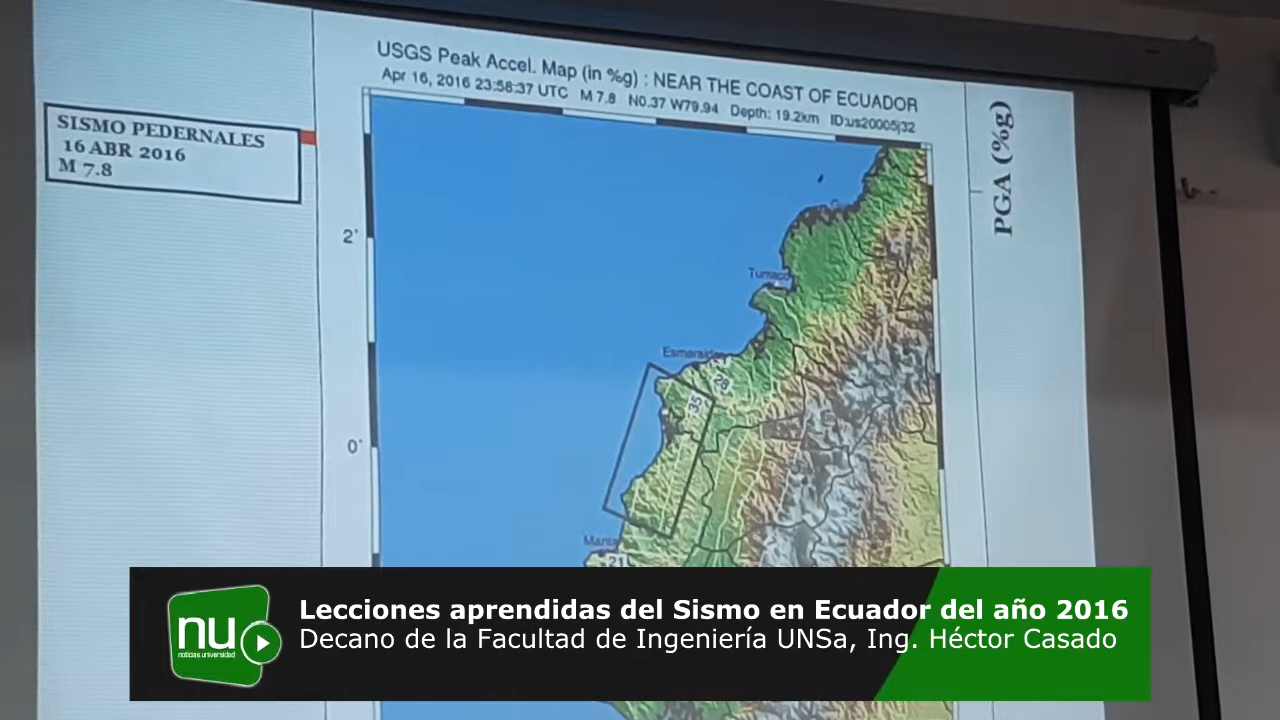 USGS Peak Accel. Map (in %g) : NEAR THE COAST OF ECUADOR
Apr 16, 2016 23:58:37 UTC M 7.8 N0.37 W79.94 Depth: 19.2km ID:us20005j32
SISMO PEDERNALES
16 ABR 2016
M 7.8
PGA (%g)
2°
Tumaco
Esmeraldas
28
35
0°
Manta
21
nu
noticias universidad
Lecciones aprendidas del Sismo en Ecuador del año 2016
Decano de la Facultad de Ingeniería UNSa, Ing. Héctor Casado